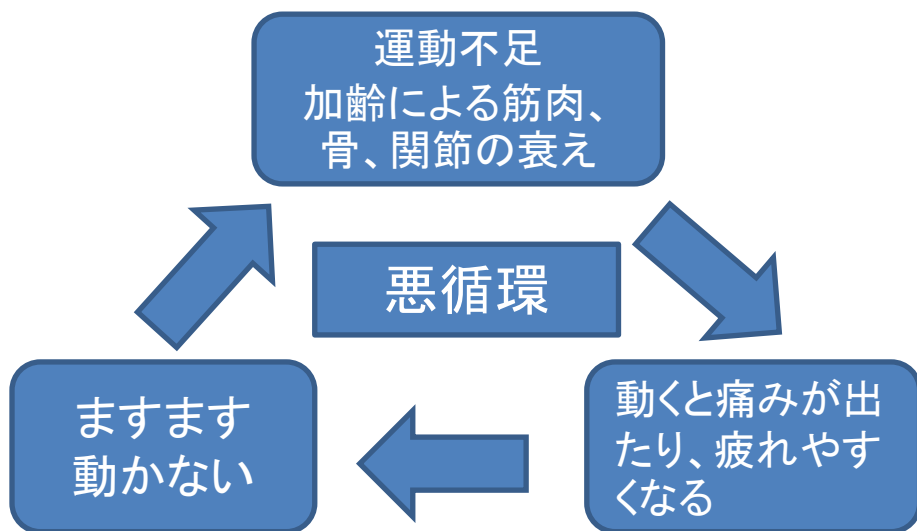 運動不足
加齢による筋肉、
骨、関節の衰え
悪循環
動くと痛みが出
たり、疲れやす
くなる
ますます
動かない